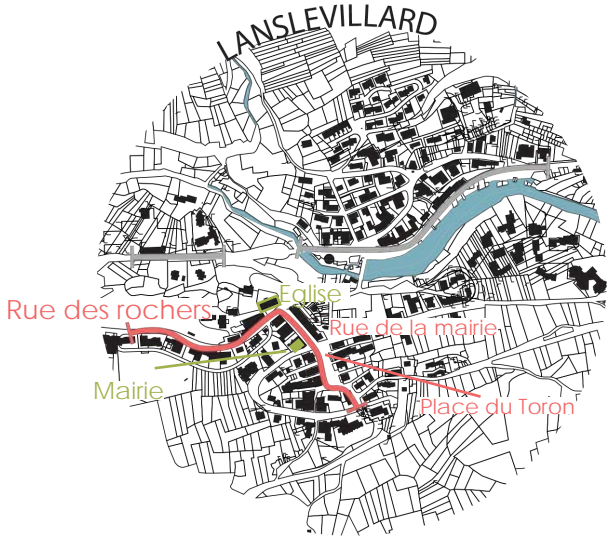 LANSLEVILLARD
Eglise
Rue des rochers
Rue de la mairie
Mairie
Place du Toron